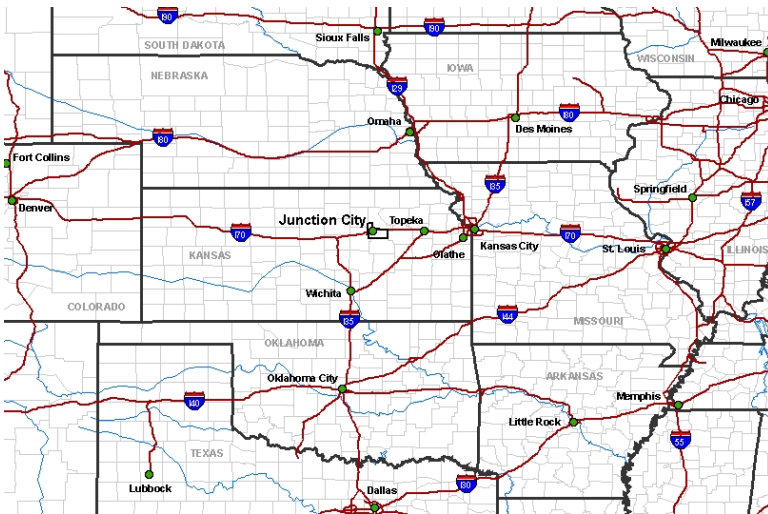 I90
I90
Sioux Falls
SOUTH DAKOTA
Milwaukee
WISCONSIN
IOWA
NEBRASKA
I29
Chicago
I80
Omaha
Des Moines
I80
Fort Collins
I35
Springfield
I57
Denver
Junction City
Topeka
I70
I70
Kansas City
St. Louis
ILLINOIS
KANSAS
Olathe
Wichita
COLORADO
I44
I35
MISSOURI
OKLAHOMA
Oklahoma City
ARKANSAS
Memphis
I40
Little Rock
55
TEXAS
Lubbock
Dallas
I30